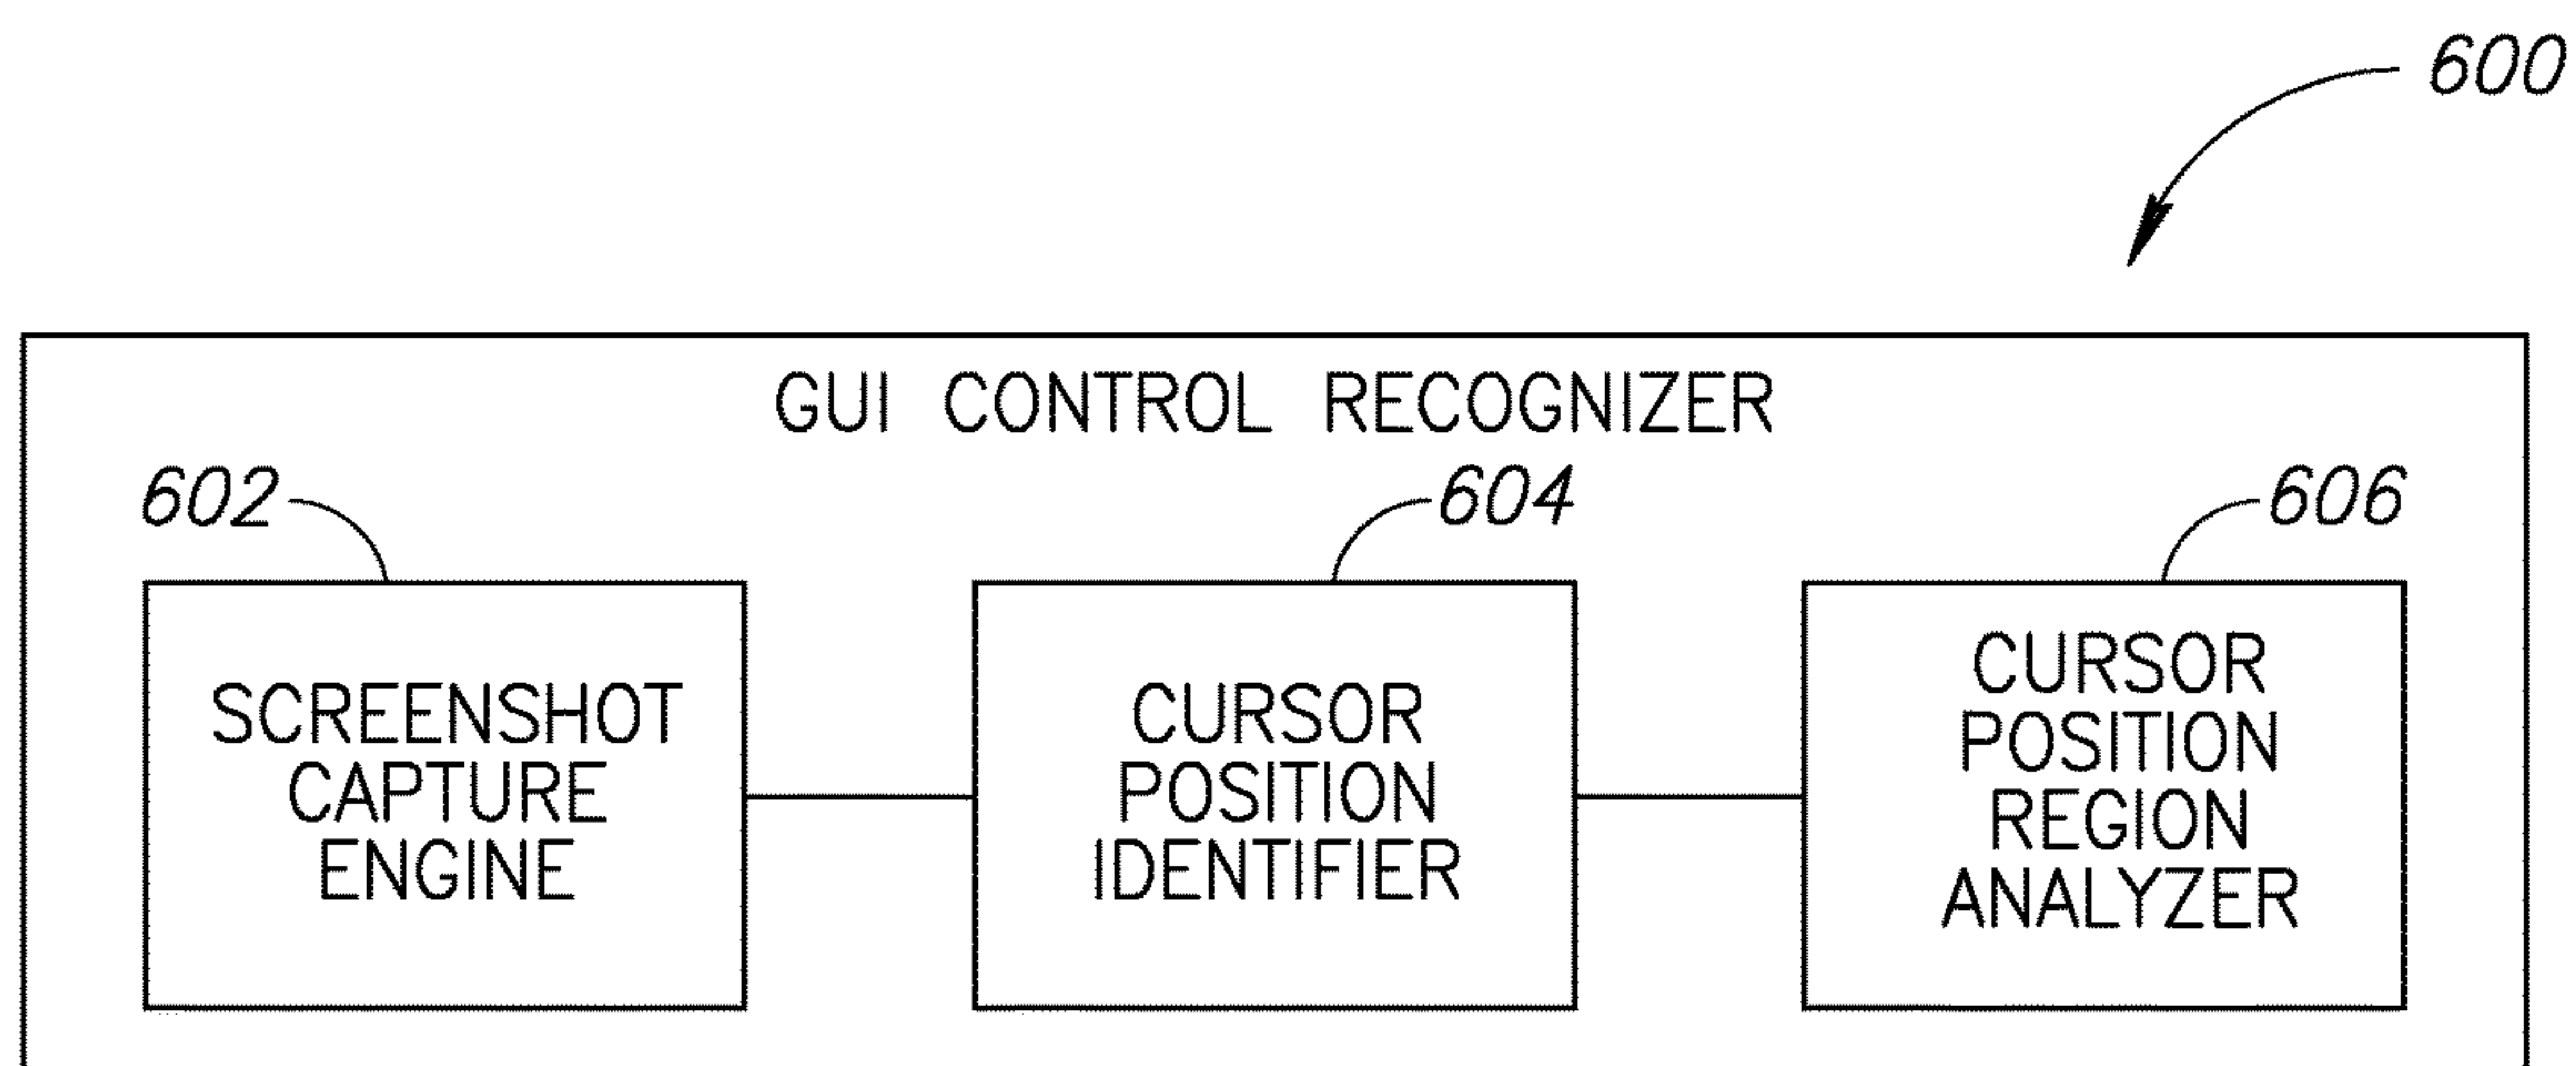 600
GUI CONTROL RECOGNIZER
602
604
606
SCREENSHOT
CAPTURE
ENGINE
CURSOR
POSITION
IDENTIFIER
CURSOR
POSITION
REGION
ANALYZER